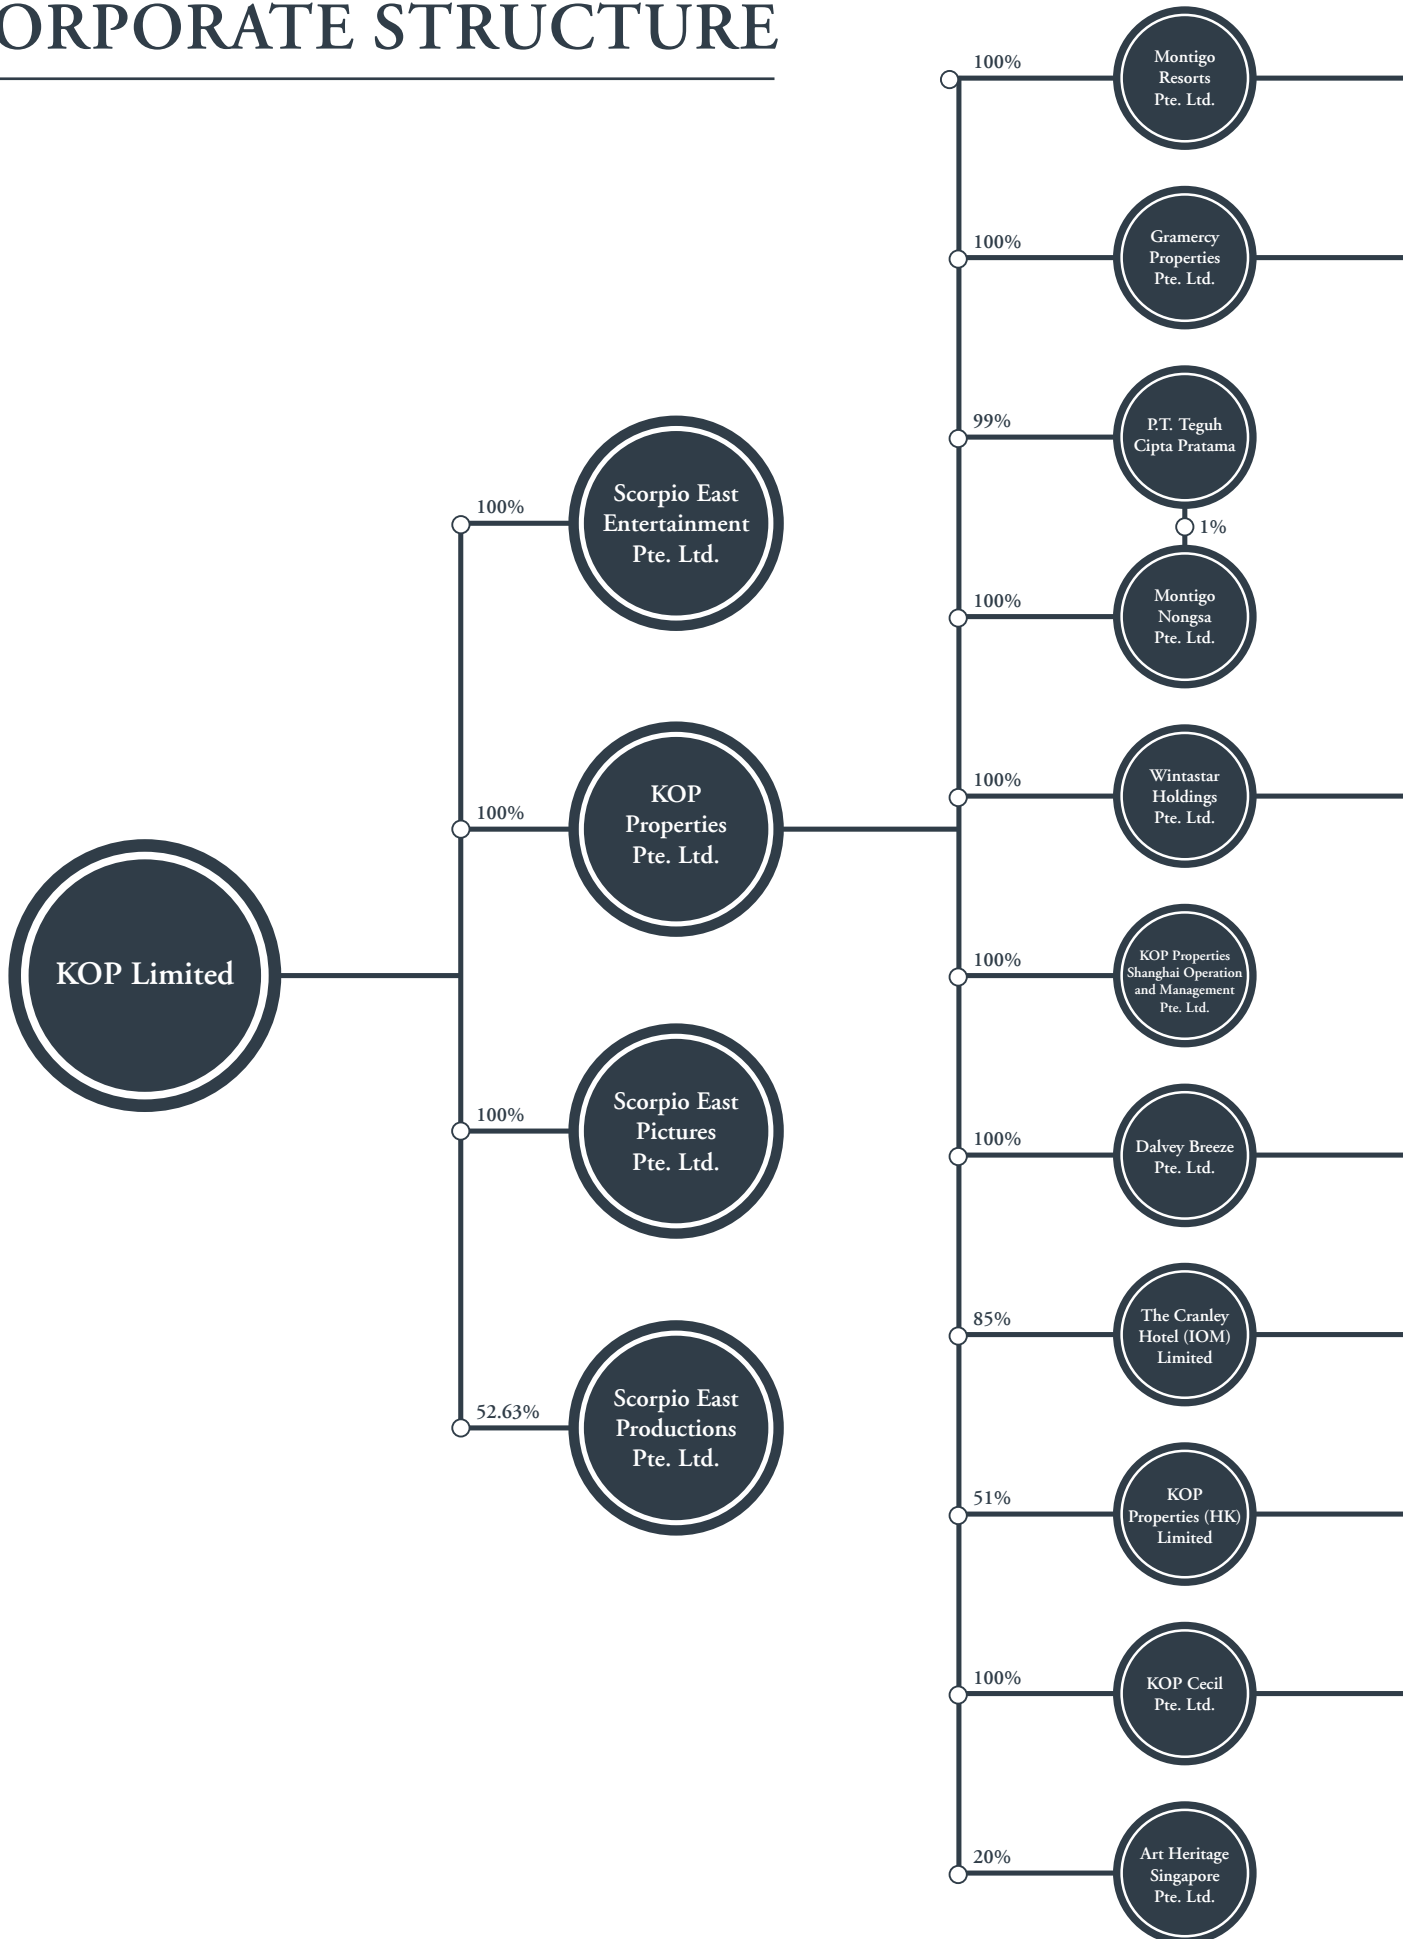 ORPORATE STRUCTURE
KOP Limited
100%
Scorpio East
Entertainment
Pte. Ltd.
100%
KOP
Properties
Pte. Ltd.
100%
Scorpio East
Pictures
Pte. Ltd.
52.63%
Scorpio East
Productions
Pte. Ltd.
100%
Montigo
Resorts
Pte. Ltd.
100%
Gramercy
Properties
Pte. Ltd.
99%
P.T. Teguh
Cipta Pratama
1%
100%
Montigo
Nongsa
Pte. Ltd.
100%
Wintastar
Holdings
Pte. Ltd.
100%
KOP Properties
Shanghai Operation
and Management
Pte. Ltd.
100%
Dalvey Breeze
Pte. Ltd.
85%
The Cranley
Hotel (IOM)
Limited
51%
KOP
Properties (HK)
Limited
100%
KOP Cecil
Pte. Ltd.
20%
Art Heritage
Singapore
Pte. Ltd.